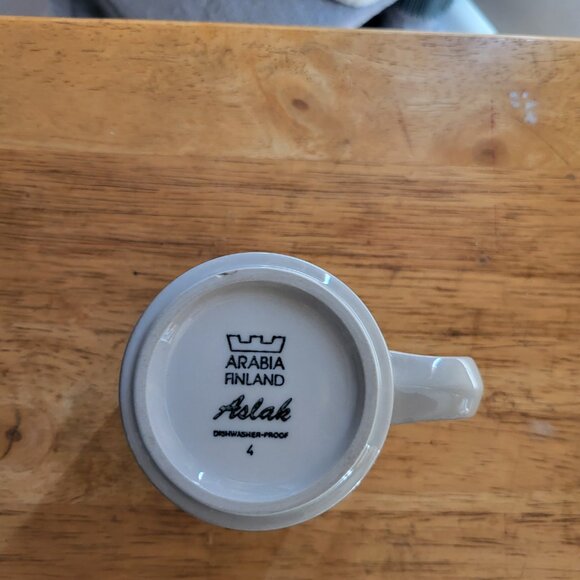 ARABIA
FINLAND
Aslak
DISHWASHER-PROOF
4